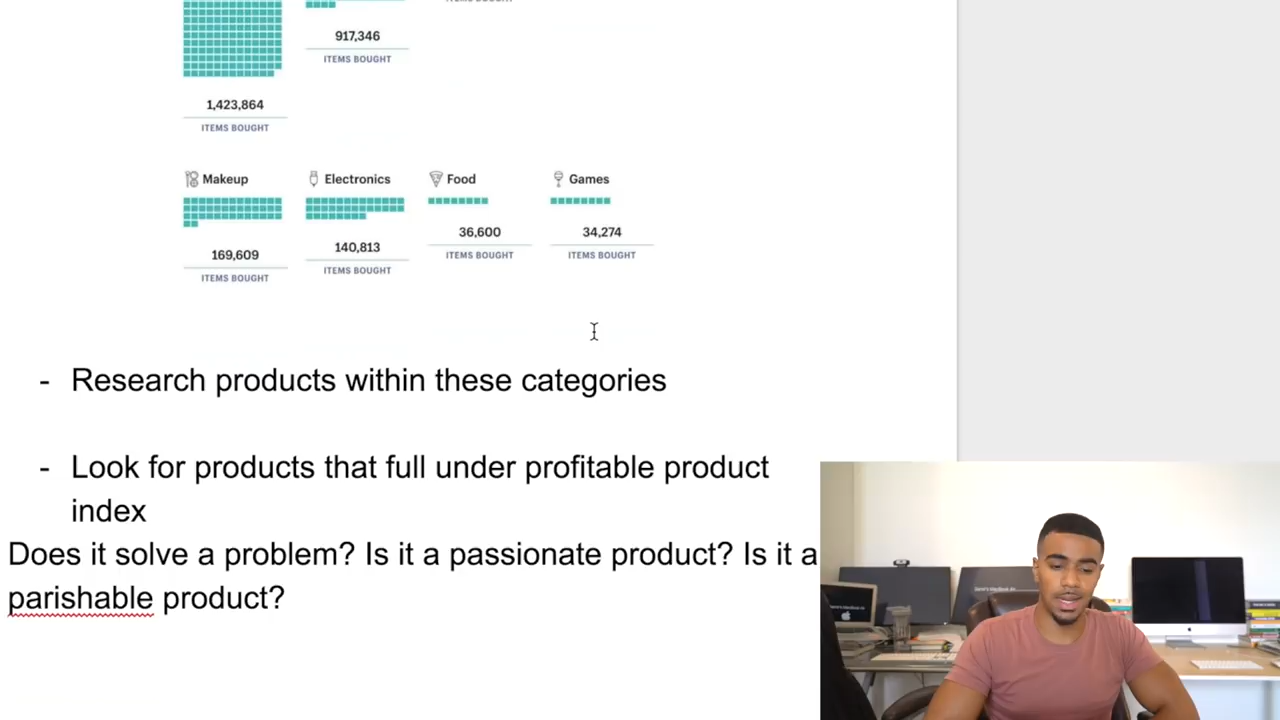 917,346
ITEMS BOUGHT
1,423,864
ITEMS BOUGHT
Makeup
Electronics
Food
Games
169,609
ITEMS BOUGHT
140,813
ITEMS BOUGHT
36,600
ITEMS BOUGHT
34,274
ITEMS BOUGHT
- Research products within these categories
- Look for products that full under profitable product
index
Does it solve a problem? Is it a passionate product? Is it a
parishable product?